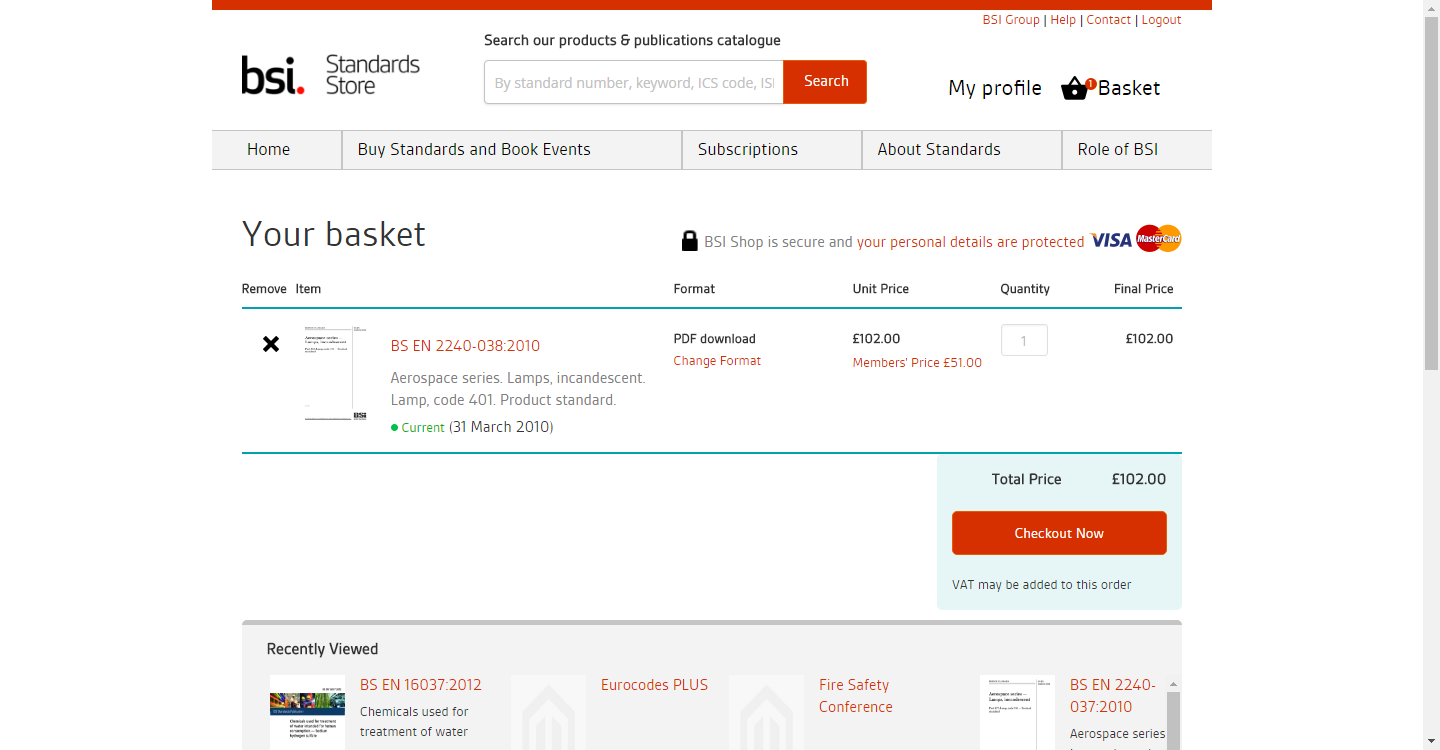 BSI Group | Help | Contact | Logout
Search our products & publications catalogue
bsi. Standards Store
By standard number, keyword, ICS code, ISI
Search
My profile
1
Basket
Home
Buy Standards and Book Events
Subscriptions
About Standards
Role of BSI
Your basket
BSI Shop is secure and your personal details are protected VISA MasterCard
Remove Item Format Unit Price Quantity Final Price
BS EN 2240-038:2010
Aerospace series. Lamps, incandescent.
Lamp, code 401. Product standard.
Current (31 March 2010)
PDF download
Change Format
£102.00
Members' Price £51.00
1
£102.00
Total Price £102.00
Checkout Now
VAT may be added to this order
Recently Viewed
BS EN 16037:2012
Chemicals used for
treatment of water
Eurocodes PLUS
Fire Safety
Conference
BS EN 2240-
037:2010
Aerospace series